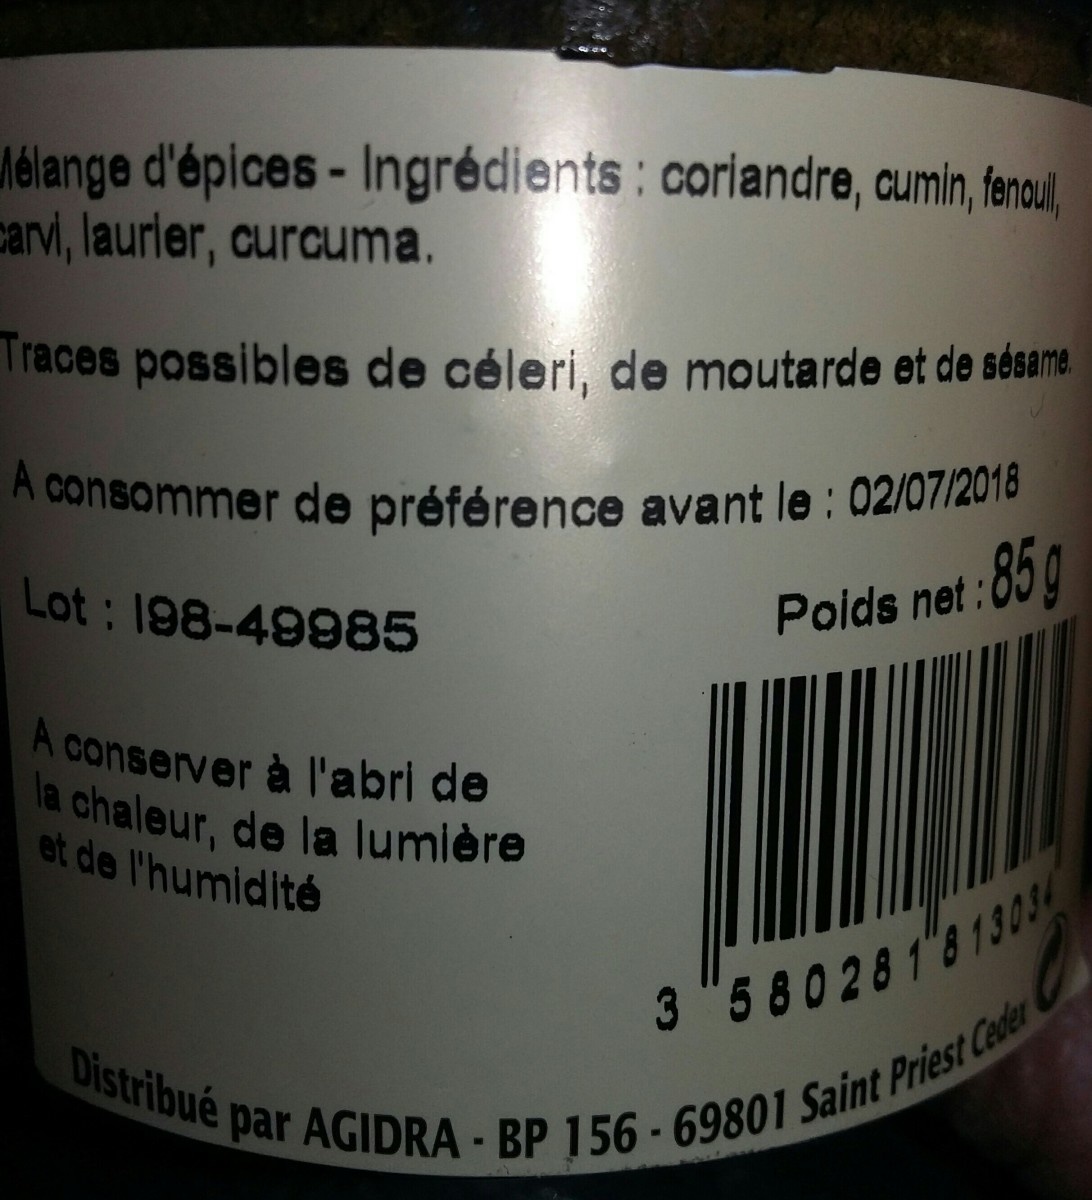 Mélange d'épices - Ingrédients : coriandre, cumin, fenouil,
carvi, laurier, curcuma.
Traces possibles de céleri, de moutarde et de sésame.
A consommer de préférence avant le : 02/07/2018
Lot : I98-49985
Poids net : 85 g
A conserver à l'abri de
la chaleur, de la lumière
et de l'humidité
3 580281 813034
Distribué par AGIDRA - BP 156 - 69801 Saint Priest Cedex